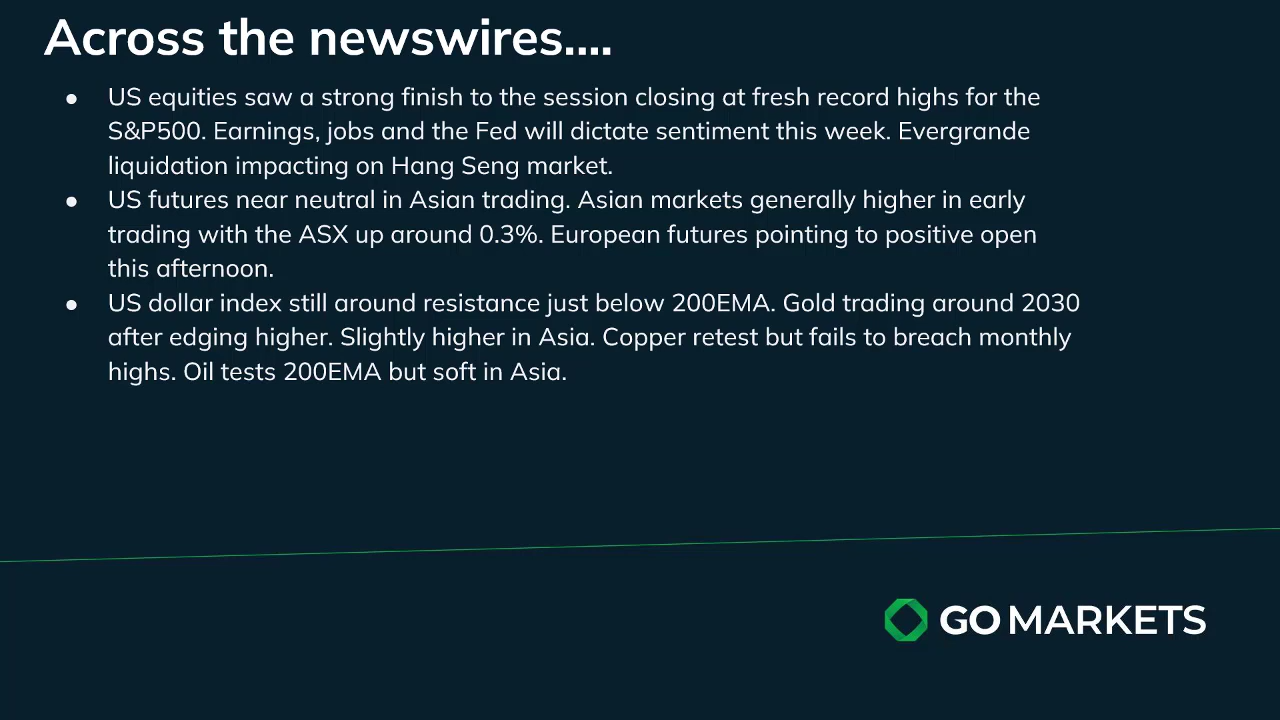 Across the newswires....
● US equities saw a strong finish to the session closing at fresh record highs for the
S&P500. Earnings, jobs and the Fed will dictate sentiment this week. Evergrande
liquidation impacting on Hang Seng market.
● US futures near neutral in Asian trading. Asian markets generally higher in early
trading with the ASX up around 0.3%. European futures pointing to positive open
this afternoon.
● US dollar index still around resistance just below 200EMA. Gold trading around 2030
after edging higher. Slightly higher in Asia. Copper retest but fails to breach monthly
highs. Oil tests 200EMA but soft in Asia.
GO MARKETS